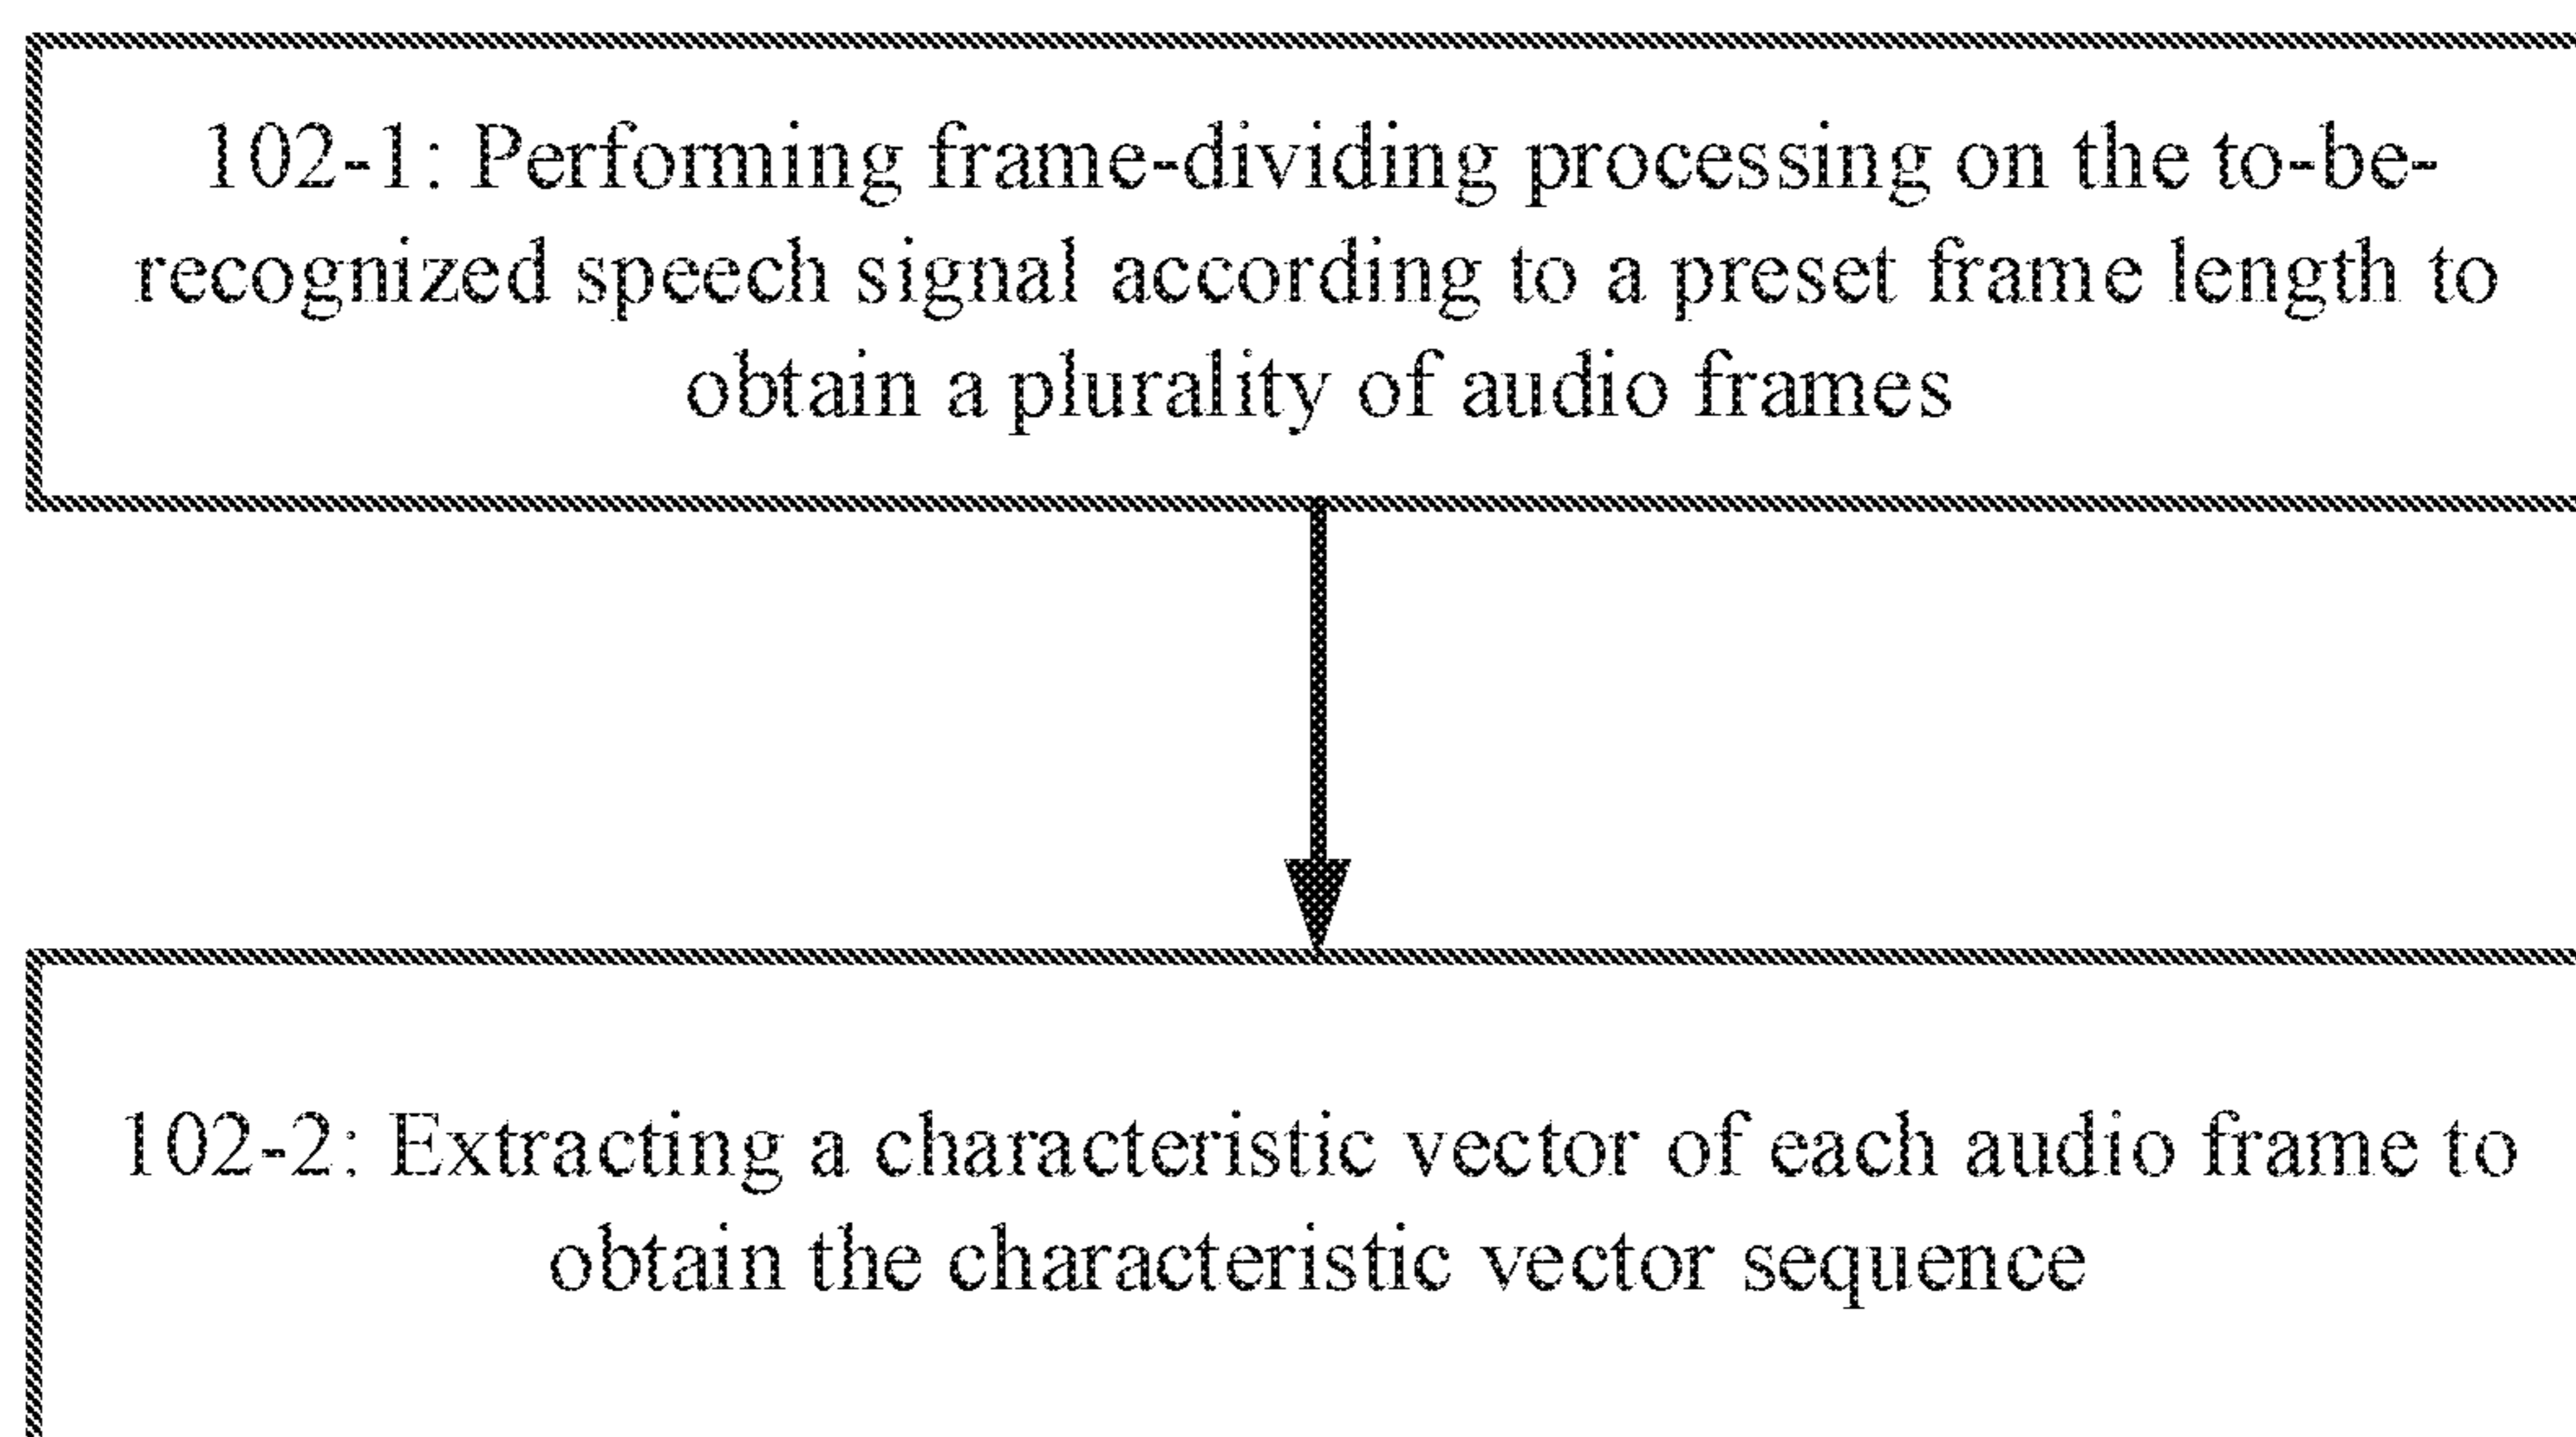 102-1: Performing frame-dividing processing on the to-be-
recognized speech signal according to a preset frame length to
obtain a plurality of audio frames
102-2: Extracting a characteristic vector of each audio frame to
obtain the characteristic vector sequence